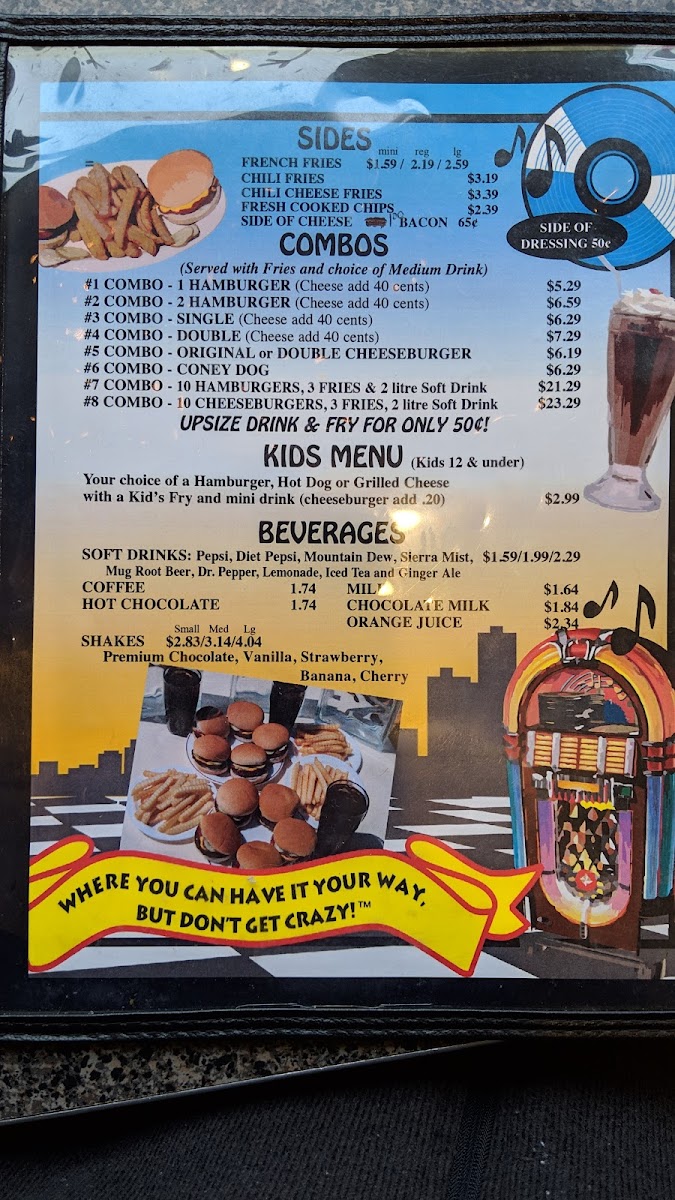 SIDES
mini reg lg
FRENCH FRIES $1.59 / 2.19 / 2.59
CHILI FRIES $3.19
CHILI CHEESE FRIES $3.39
FRESH COOKED CHIPS $2.39
SIDE OF CHEESE BACON 65¢
SIDE OF
DRESSING 50¢
COMBOS
(Served with Fries and choice of Medium Drink)
#1 COMBO - 1 HAMBURGER (Cheese add 40 cents) $5.29
#2 COMBO - 2 HAMBURGER (Cheese add 40 cents) $6.59
#3 COMBO - SINGLE (Cheese add 40 cents) $6.29
#4 COMBO - DOUBLE (Cheese add 40 cents) $7.29
#5 COMBO - ORIGINAL or DOUBLE CHEESEBURGER $6.19
#6 COMBO - CONEY DOG $6.29
#7 COMBO - 10 HAMBURGERS, 3 FRIES & 2 litre Soft Drink $21.29
#8 COMBO - 10 CHEESEBURGERS, 3 FRIES, 2 litre Soft Drink $23.29
UPSIZE DRINK & FRY FOR ONLY 50¢!
KIDS MENU (Kids 12 & under)
Your choice of a Hamburger, Hot Dog or Grilled Cheese
with a Kid's Fry and mini drink (cheeseburger add .20) $2.99
BEVERAGES
SOFT DRINKS: Pepsi, Diet Pepsi, Mountain Dew, Sierra Mist, $1.59/1.99/2.29
Mug Root Beer, Dr. Pepper, Lemonade, Iced Tea and Ginger Ale
COFFEE 1.74 MILK $1.64
HOT CHOCOLATE 1.74 CHOCOLATE MILK $1.84
ORANGE JUICE $2.34
Small Med Lg
SHAKES $2.83/3.14/4.04
Premium Chocolate, Vanilla, Strawberry,
Banana, Cherry
WHERE YOU CAN HAVE IT YOUR WAY,
BUT DON'T GET CRAZY!™